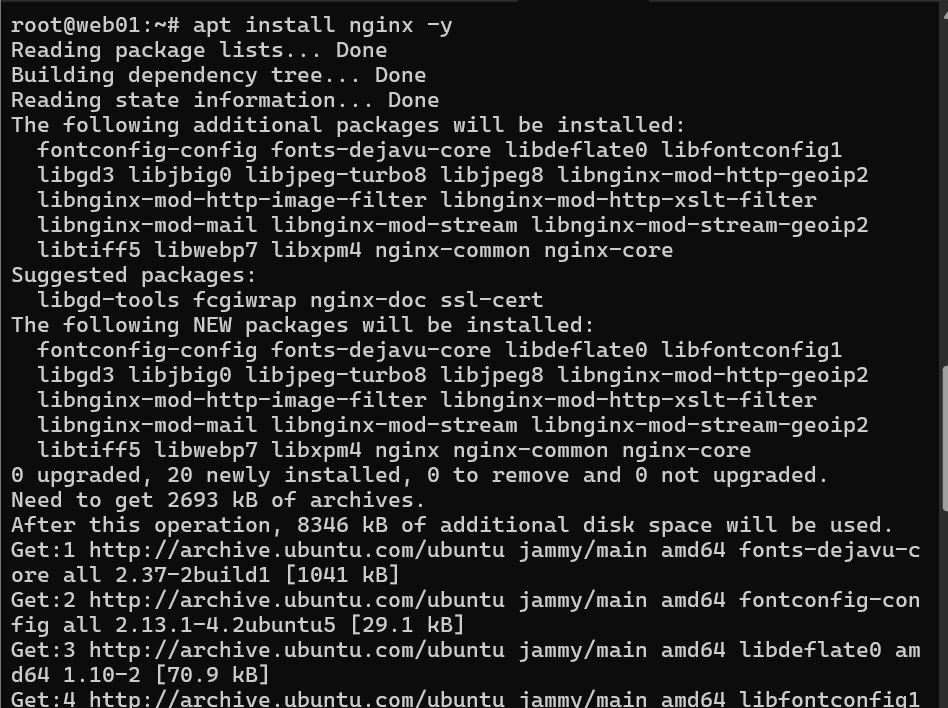 root@web01:~# apt install nginx -y
Reading package lists... Done
Building dependency tree... Done
Reading state information... Done
The following additional packages will be installed:
  fontconfig-config fonts-dejavu-core libdeflate0 libfontconfig1
  libgd3 libjbig0 libjpeg-turbo8 libjpeg8 libnginx-mod-http-geoip2
  libnginx-mod-http-image-filter libnginx-mod-http-xslt-filter
  libnginx-mod-mail libnginx-mod-stream libnginx-mod-stream-geoip2
  libtiff5 libwebp7 libxpm4 nginx-common nginx-core
Suggested packages:
  libgd-tools fcgiwrap nginx-doc ssl-cert
The following NEW packages will be installed:
  fontconfig-config fonts-dejavu-core libdeflate0 libfontconfig1
  libgd3 libjbig0 libjpeg-turbo8 libjpeg8 libnginx-mod-http-geoip2
  libnginx-mod-http-image-filter libnginx-mod-http-xslt-filter
  libnginx-mod-mail libnginx-mod-stream libnginx-mod-stream-geoip2
  libtiff5 libwebp7 libxpm4 nginx nginx-common nginx-core
0 upgraded, 20 newly installed, 0 to remove and 0 not upgraded.
Need to get 2693 kB of archives.
After this operation, 8346 kB of additional disk space will be used.
Get:1 http://archive.ubuntu.com/ubuntu jammy/main amd64 fonts-dejavu-c
ore all 2.37-2build1 [1041 kB]
Get:2 http://archive.ubuntu.com/ubuntu jammy/main amd64 fontconfig-con
fig all 2.13.1-4.2ubuntu5 [29.1 kB]
Get:3 http://archive.ubuntu.com/ubuntu jammy/main amd64 libdeflate0 am
d64 1.10-2 [70.9 kB]
Get:4 http://archive.ubuntu.com/ubuntu jammy/main amd64 libfontconfig1